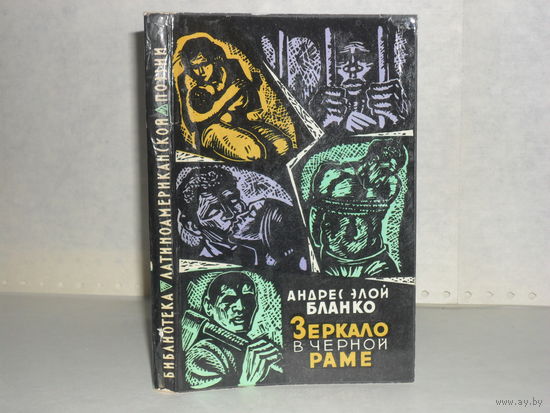 БИБЛИОТЕКА ЛАТИНОАМЕРИКАНСКОЙ ПОЭЗИИ
АНДРЕС ЭЛОЙ
БЛАНКО
ЗЕРКАЛО
В ЧЕРНОЙ
РАМЕ
www.ay.by